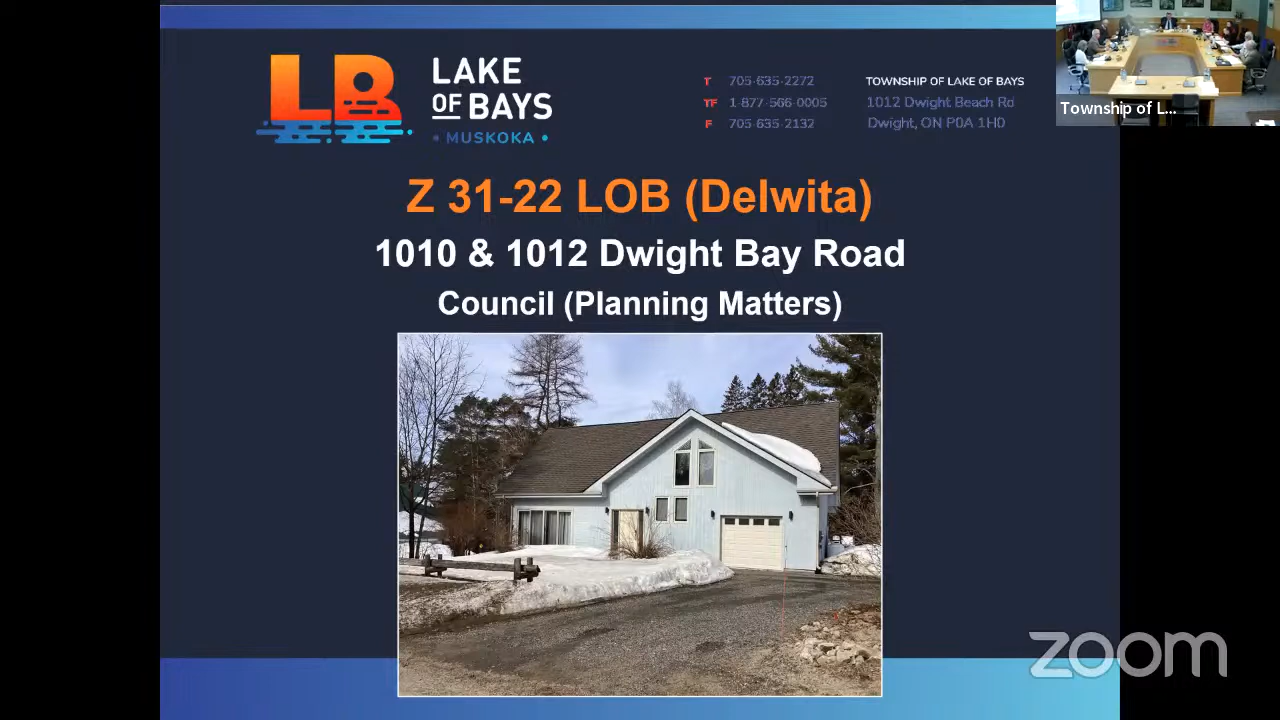 LB
LAKE
OF BAYS
• MUSKOKA •
T 705-635-2272
TF 1-877-566-0005
F 705-635-2132
TOWNSHIP OF LAKE OF BAYS
1012 Dwight Beach Rd
Dwight, ON P0A 1H0
Township of L...
Z 31-22 LOB (Delwita)
1010 & 1012 Dwight Bay Road
Council (Planning Matters)
zoom